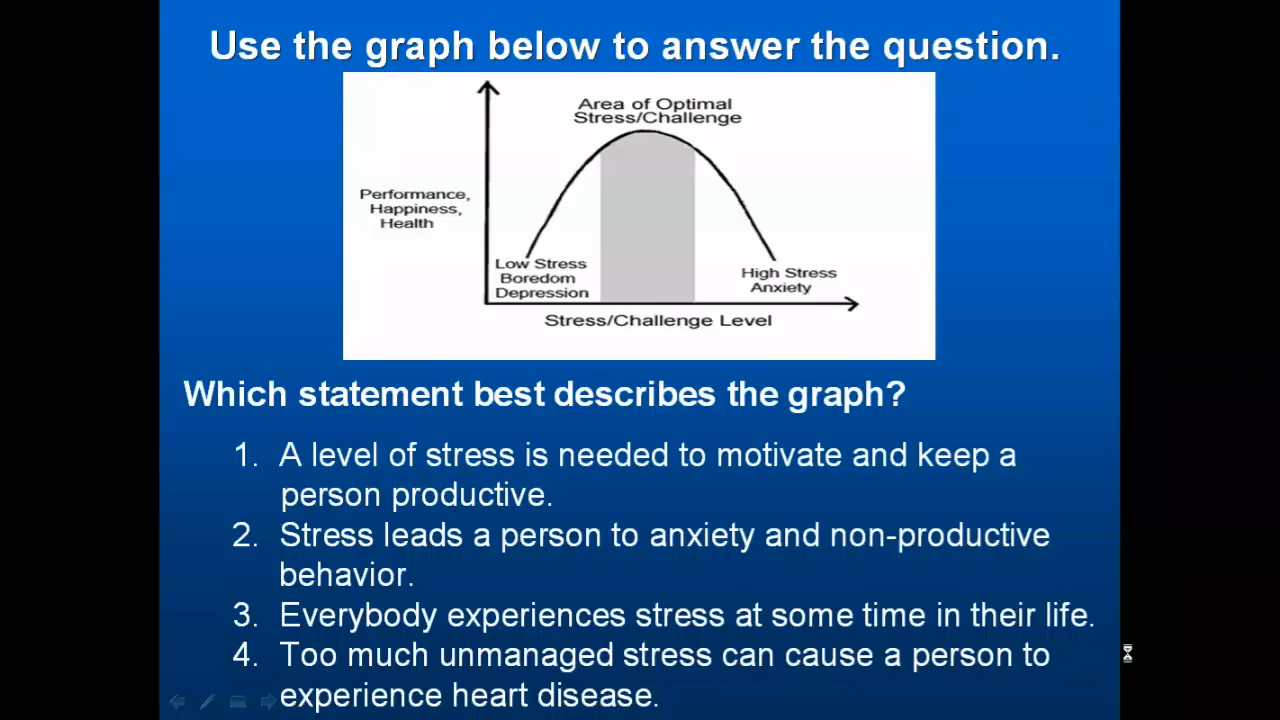 Use the graph below to answer the question.
Area of Optimal
Stress/Challenge
Performance,
Happiness,
Health
Low Stress
Boredom
Depression
High Stress
Anxiety
Stress/Challenge Level
Which statement best describes the graph?
1. A level of stress is needed to motivate and keep a
person productive.
2. Stress leads a person to anxiety and non-productive
behavior.
3. Everybody experiences stress at some time in their life.
4. Too much unmanaged stress can cause a person to
experience heart disease.